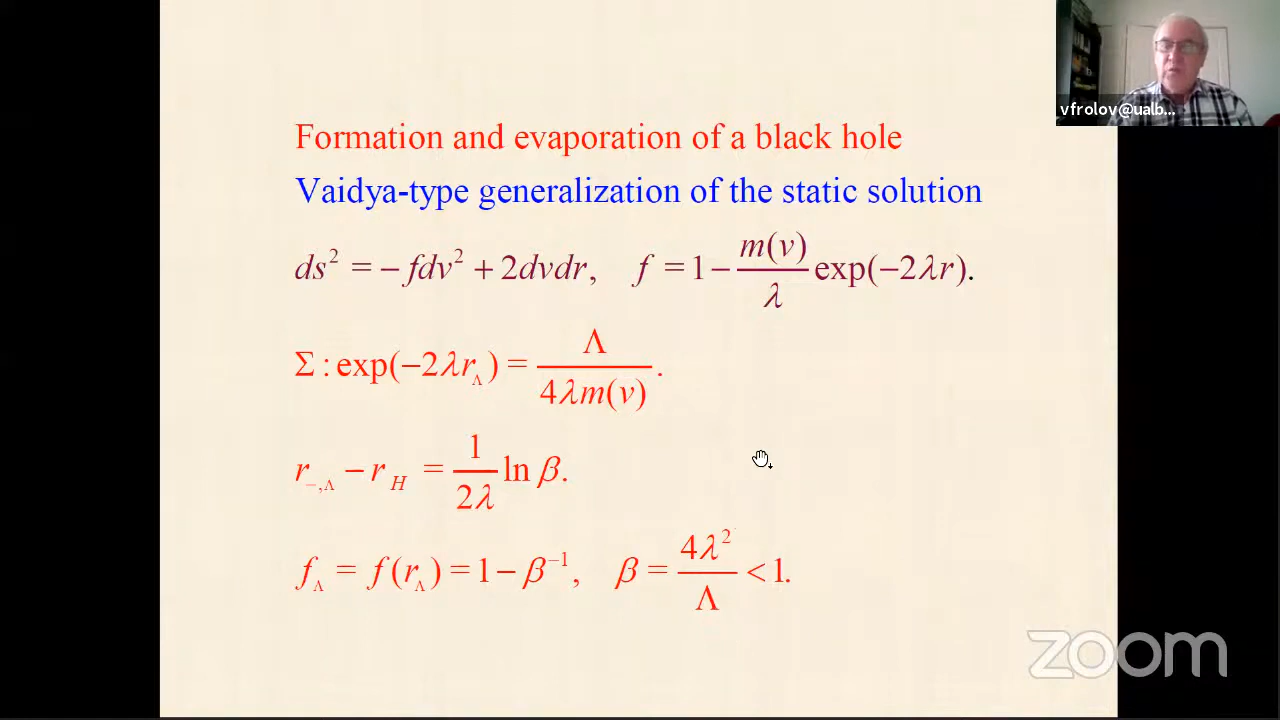 vfrolov@ualb...
Formation and evaporation of a black hole
Vaidya-type generalization of the static solution
ds² = − fdv² + 2dvdr,   f = 1 − m(v)/λ exp(−2λr).
Σ : exp(−2λr_Λ) = Λ/4λm(v).
r_−,Λ − r_H = 1/2λ ln β.
f_Λ = f(r_Λ) = 1 − β⁻¹,   β = 4λ²/Λ < 1.
zoom